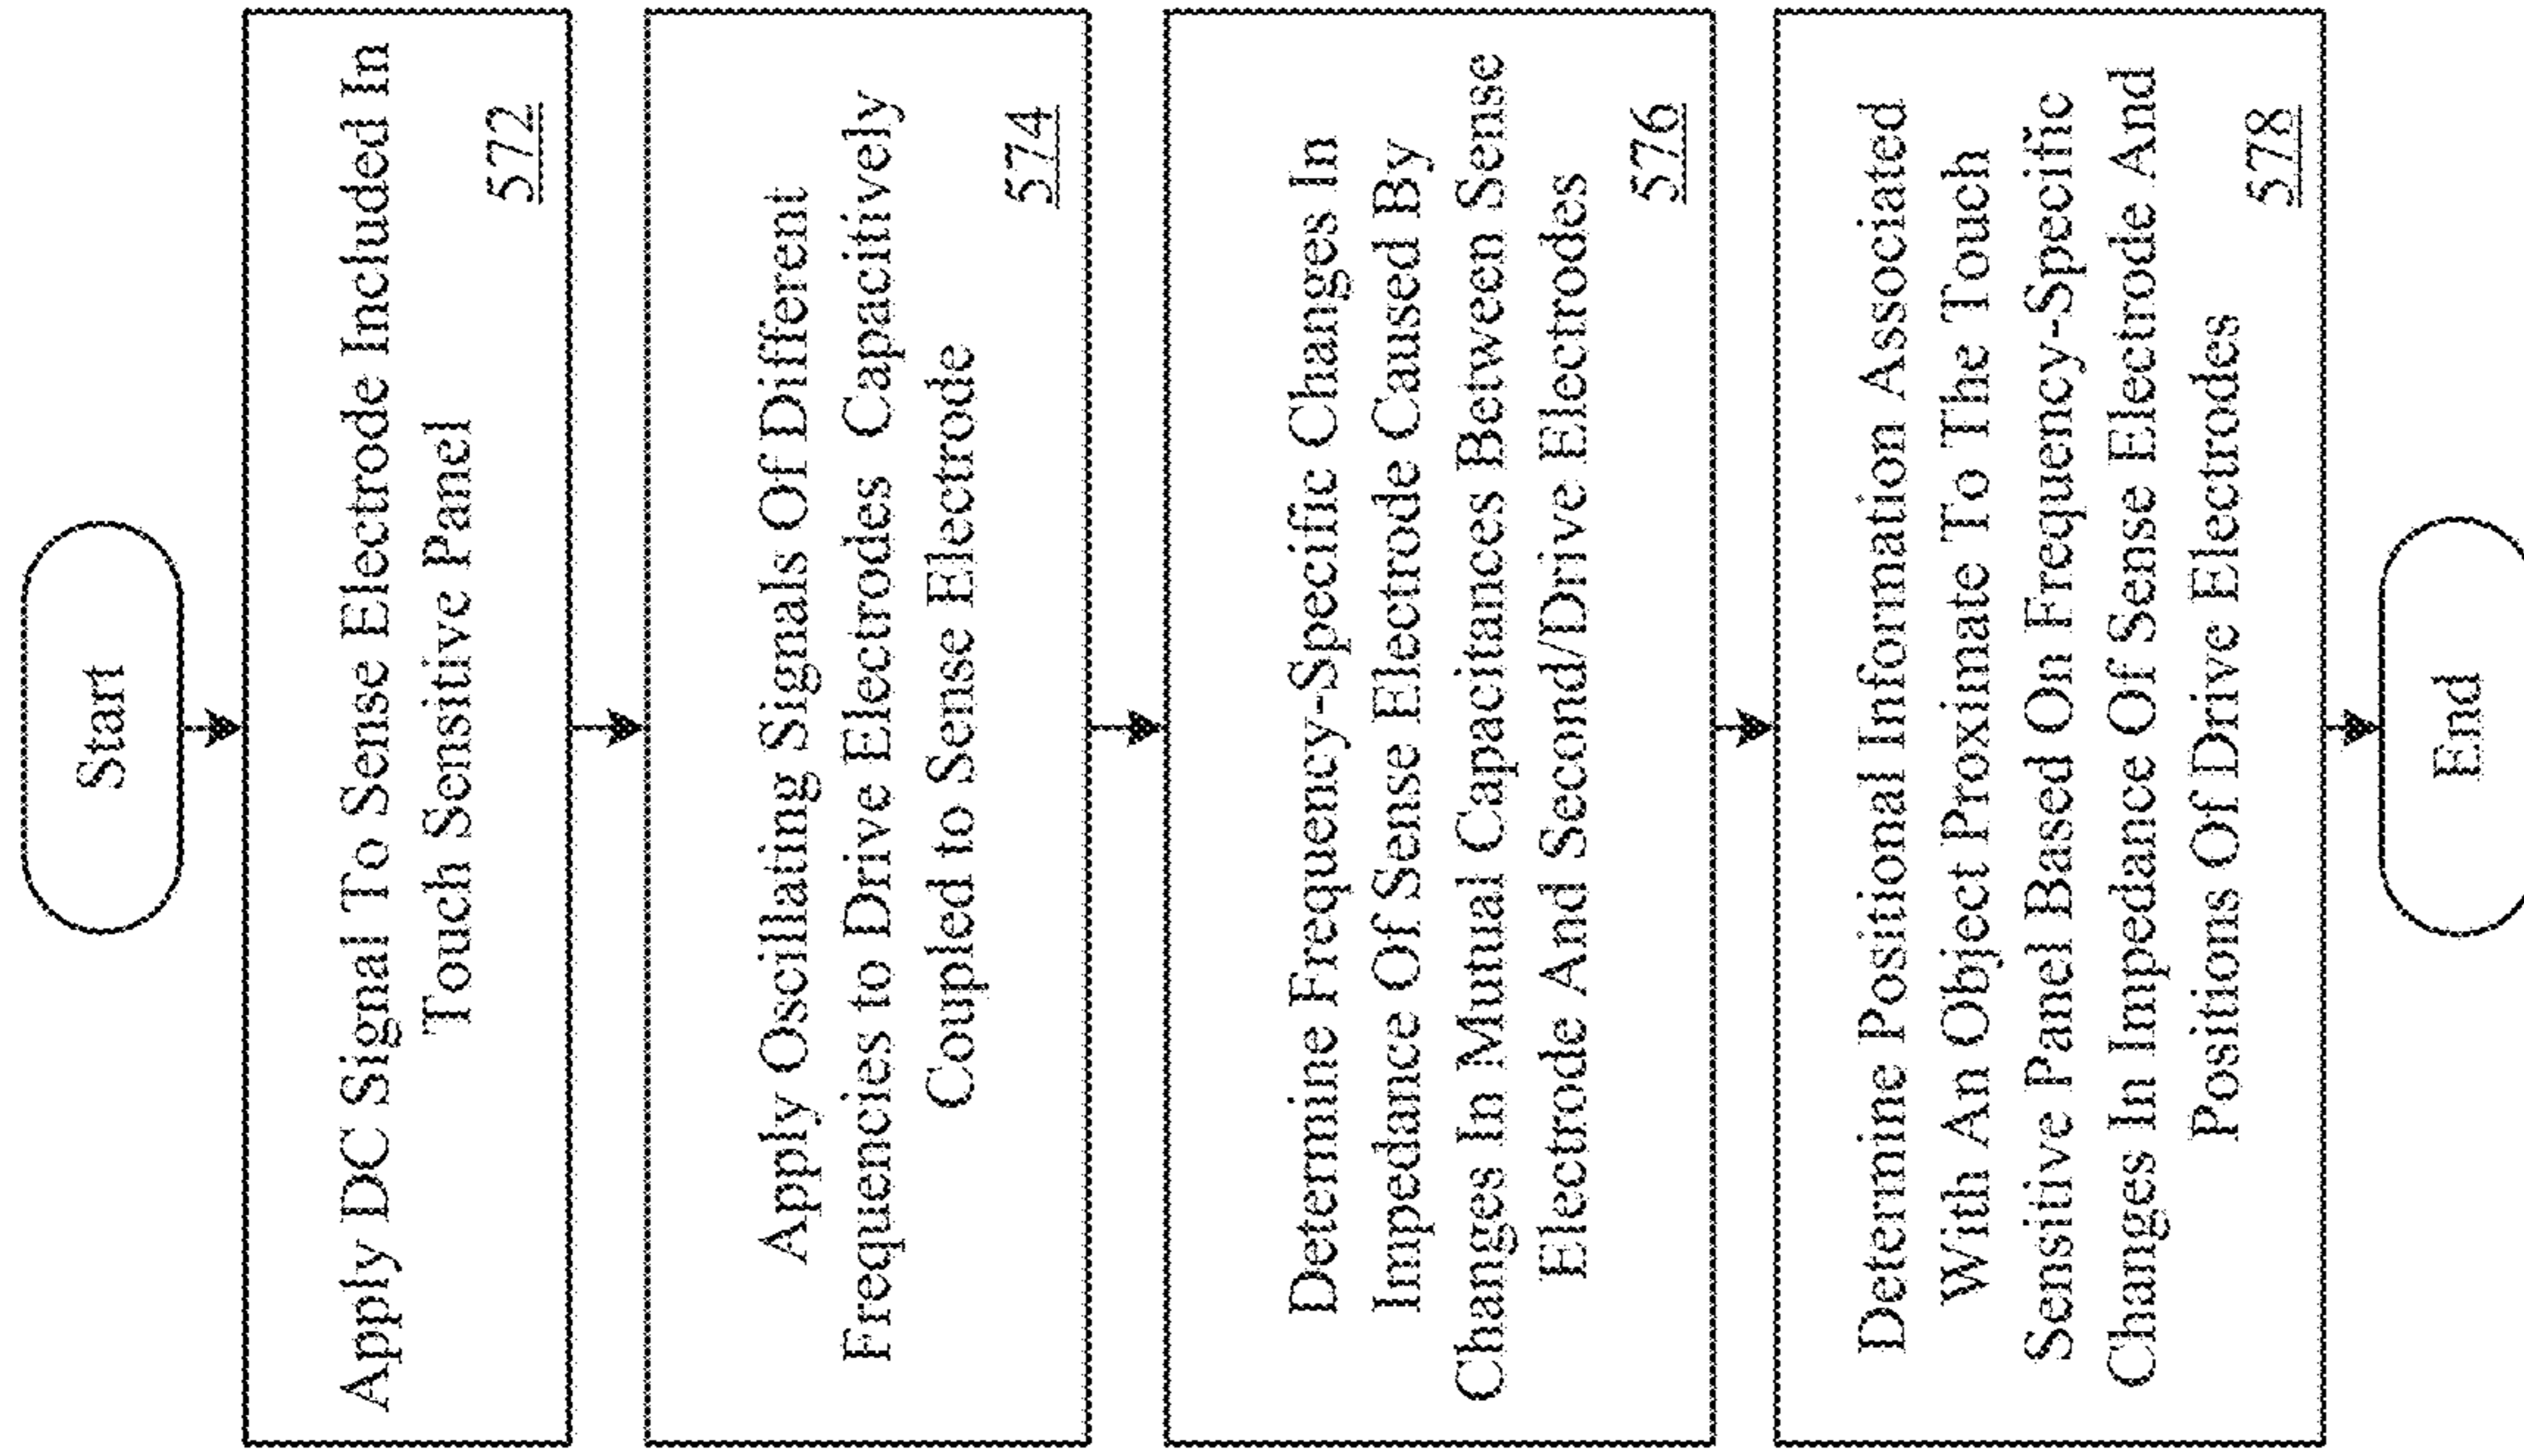 Start
Apply DC Signal To Sense Electrode Included In
Touch Sensitive Panel
572
Apply Oscillating Signals Of Different
Frequencies to Drive Electrodes Capacitively
Coupled to Sense Electrode
574
Determine Frequency-Specific Changes In
Impedance Of Sense Electrode Caused By
Changes In Mutual Capacitances Between Sense
Electrode And Second/Drive Electrodes
576
Determine Positional Information Associated
With An Object Proximate To The Touch
Sensitive Panel Based On Frequency-Specific
Changes In Impedance Of Sense Electrode And
Positions Of Drive Electrodes
578
End